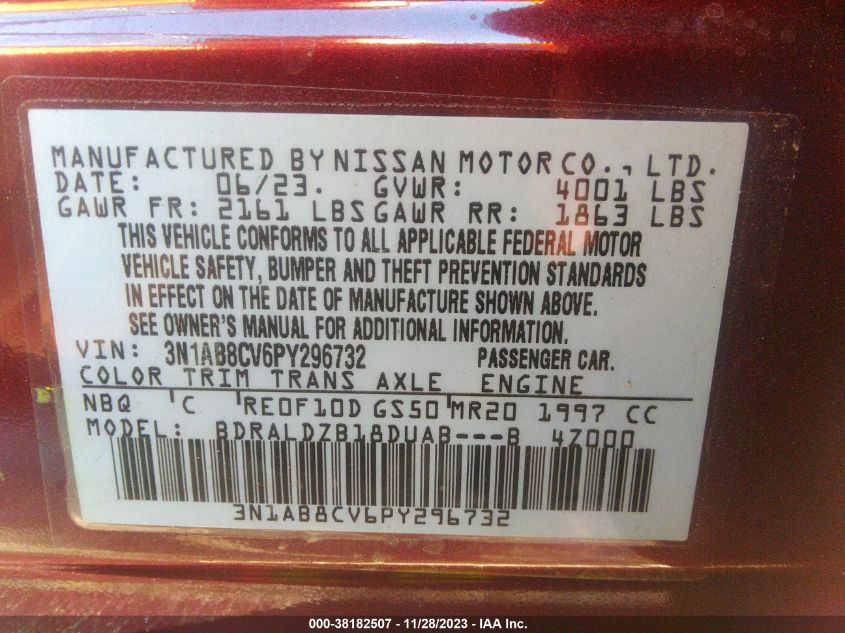 MANUFACTURED BY NISSAN MOTOR CO., LTD.
DATE: 06/23. GVWR: 4001 LBS
GAWR FR: 2161 LBS GAWR RR: 1863 LBS
THIS VEHICLE CONFORMS TO ALL APPLICABLE FEDERAL MOTOR
VEHICLE SAFETY, BUMPER AND THEFT PREVENTION STANDARDS
IN EFFECT ON THE DATE OF MANUFACTURE SHOWN ABOVE.
SEE OWNER'S MANUAL FOR ADDITIONAL INFORMATION.
VIN: 3N1AB8CV6PY296732 PASSENGER CAR.
COLOR TRIM TRANS AXLE ENGINE
NBQ 'C 'RE0F10D GS50 MR20 1997 CC
MODEL: BDRALDZB18DUAB---B 4Z000
3N1AB8CV6PY296732
000-38182507 - 11/28/2023 - IAA Inc.